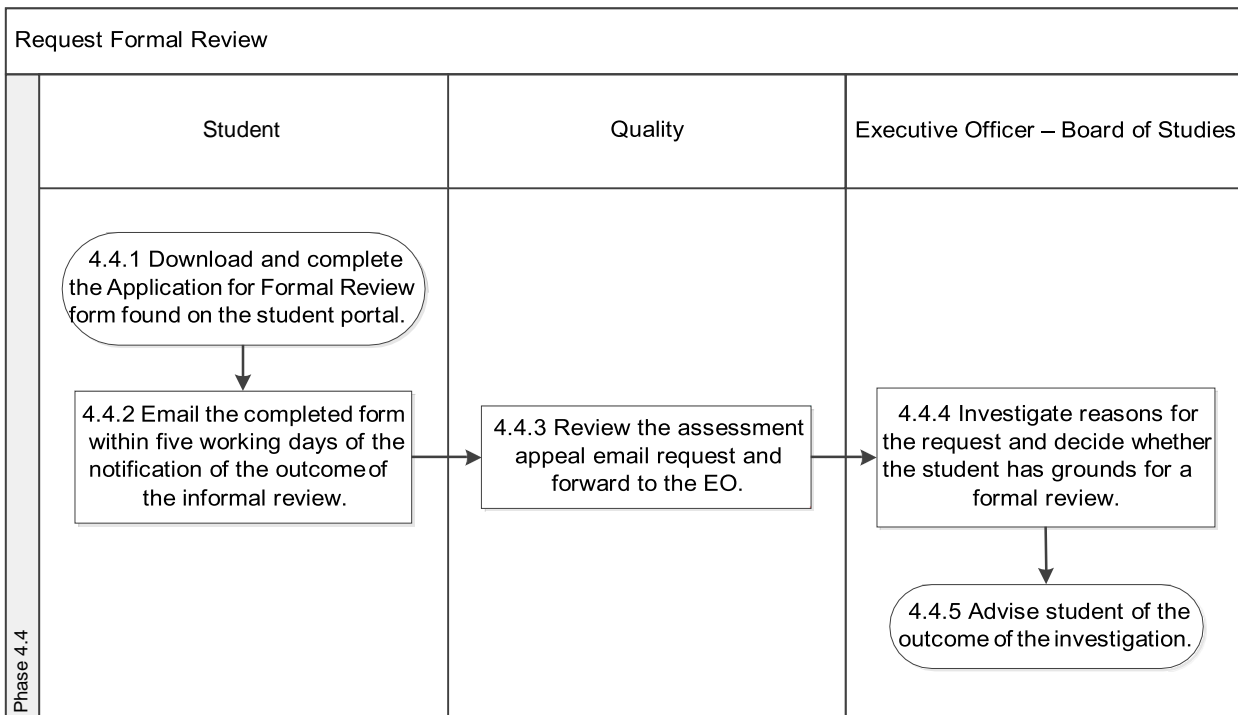 Request Formal Review
Student
Quality
Executive Officer – Board of Studies
4.4.1 Download and complete
the Application for Formal Review
form found on the student portal.
4.4.2 Email the completed form
within five working days of the
notification of the outcome of
the informal review.
4.4.3 Review the assessment
appeal email request and
forward to the EO.
4.4.4 Investigate reasons for
the request and decide whether
the student has grounds for a
formal review.
4.4.5 Advise student of the
outcome of the investigation.
Phase 4.4